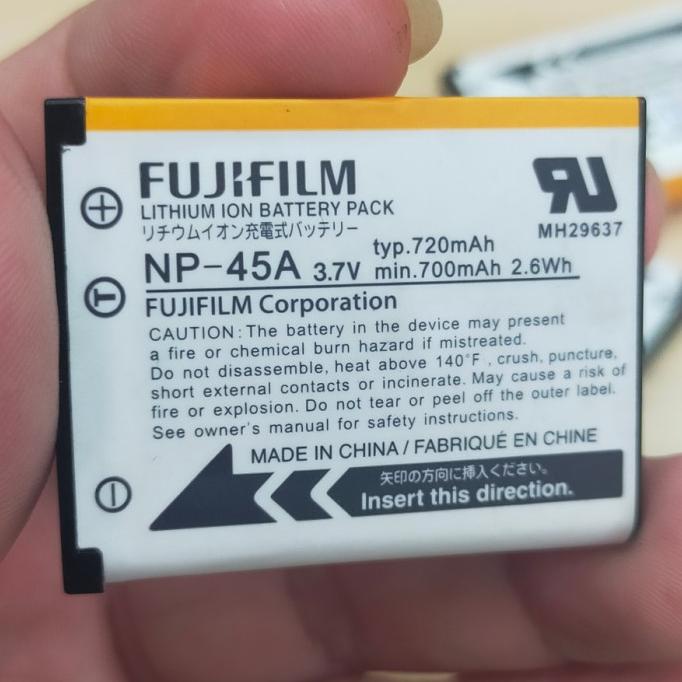 FUJIFILM
LITHIUM ION BATTERY PACK
リチウムイオン充電式バッテリー
MH29637
NP-45A 3.7V typ.720mAh min.700mAh 2.6Wh
FUJIFILM Corporation
CAUTION: The battery in the device may present
a fire or chemical burn hazard if mistreated.
Do not disassemble, heat above 140°F, crush, puncture,
short external contacts or incinerate. May cause a risk of
fire or explosion. Do not tear or peel off the outer label.
See owner's manual for safety instructions.
MADE IN CHINA / FABRIQUÉ EN CHINE
矢印の方向に挿入ください。
Insert this direction.
+
T
-